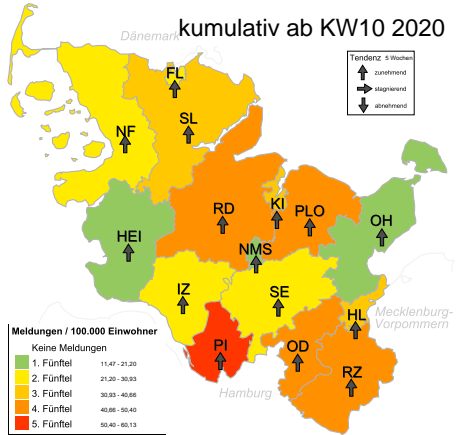 kumulativ ab KW10 2020
Dänemark
Tendenz 5 Wochen
zunehmend
stagnierend
abnehmend
FL
SL
NF
RD
KI
PLO
OH
HEI
NMS
IZ
SE
HL
Mecklenburg-
Vorpommern
PI
OD
RZ
Hamburg
Meldungen / 100.000 Einwohner
Keine Meldungen
1. Fünftel 11,47 - 21,20
2. Fünftel 21,20 - 30,93
3. Fünftel 30,93 - 40,66
4. Fünftel 40,66 - 50,40
5. Fünftel 50,40 - 60,13